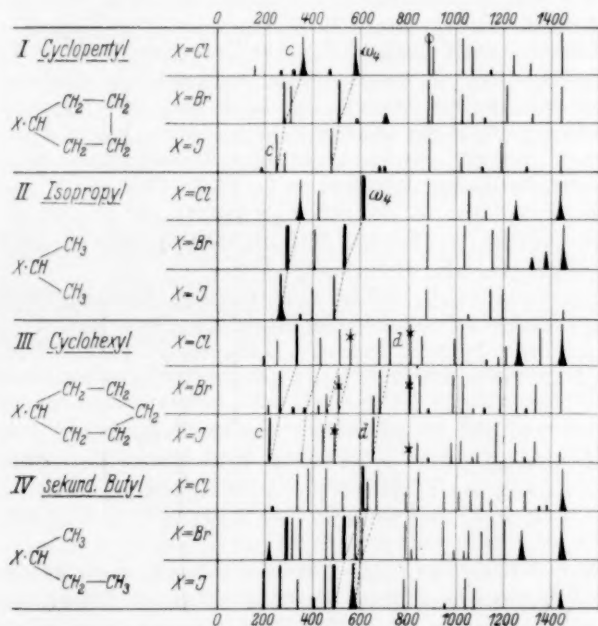 0 200 400 600 800 1000 1200 1400
I Cyclopentyl X=Cl c ω₄
X·CH CH₂—CH₂ CH₂—CH₂ X=Br
c X=J
II Isopropyl X=Cl ω₄
X·CH CH₃ CH₃ X=Br
X=J
III Cyclohexyl X=Cl * d *
X·CH CH₂—CH₂ CH₂ CH₂—CH₂ X=Br * *
X=J c * d *
IV sekund. Butyl X=Cl
X·CH CH₃ CH₂—CH₃ X=Br
X=J
0 200 400 600 800 1000 1200 1400